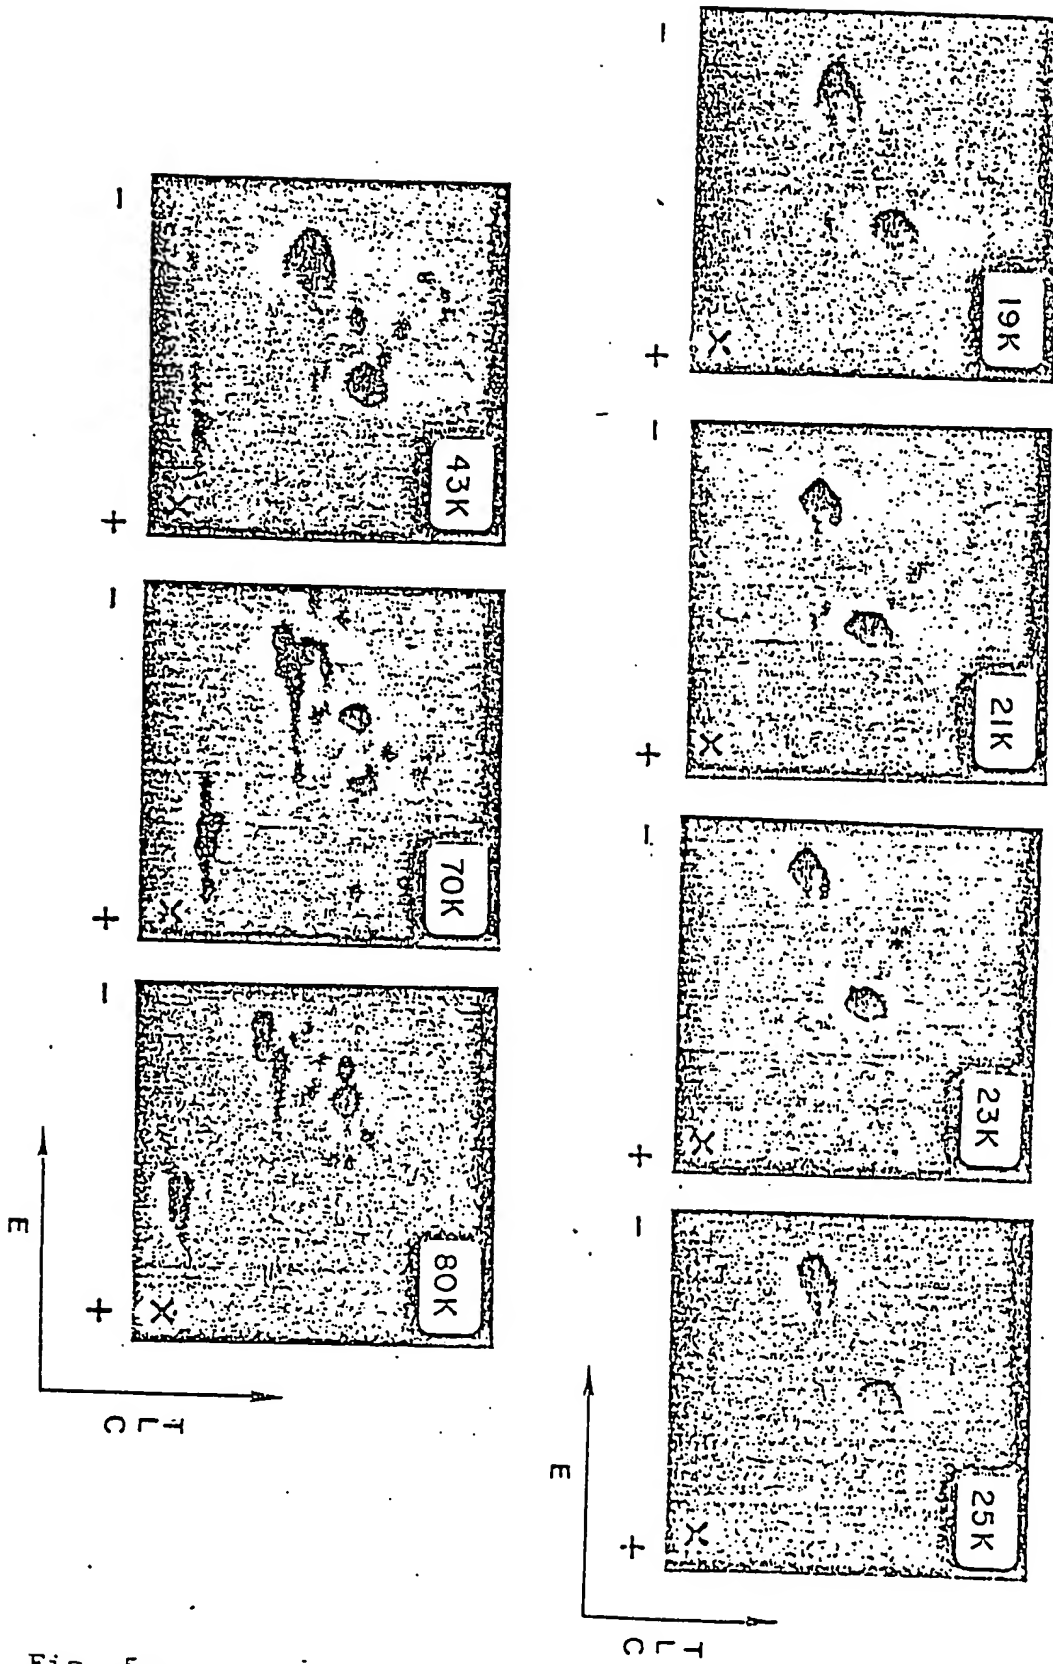 19K
21K
23K
25K
- + - + - + - +
X X X X
E
TLC
43K
70K
80K
- + - + - +
X X X
E
TLC
Fig. 5